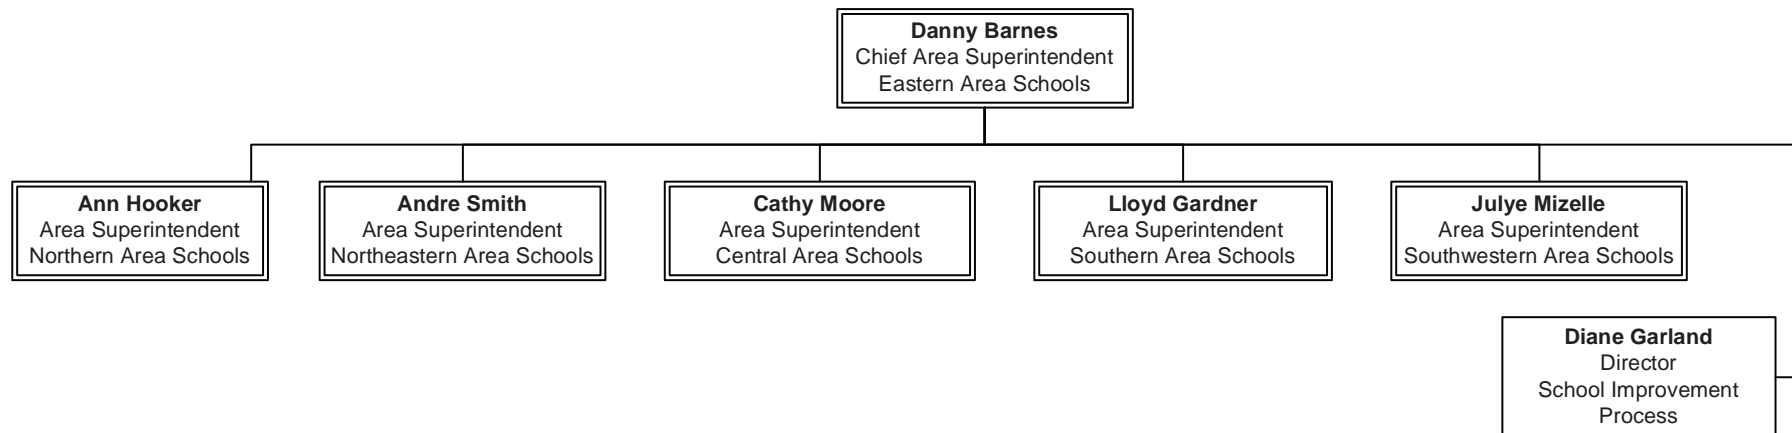 Danny Barnes
Chief Area Superintendent
Eastern Area Schools
Ann Hooker
Area Superintendent
Northern Area Schools
Andre Smith
Area Superintendent
Northeastern Area Schools
Cathy Moore
Area Superintendent
Central Area Schools
Lloyd Gardner
Area Superintendent
Southern Area Schools
Julye Mizelle
Area Superintendent
Southwestern Area Schools
Diane Garland
Director
School Improvement
Process